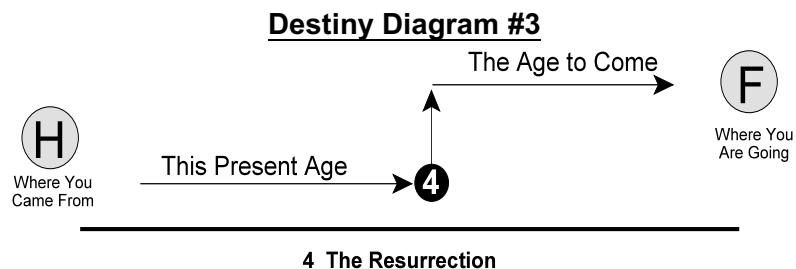 Destiny Diagram #3
The Age to Come
F
Where You
Are Going
H
Where You
Came From
This Present Age
4
4 The Resurrection